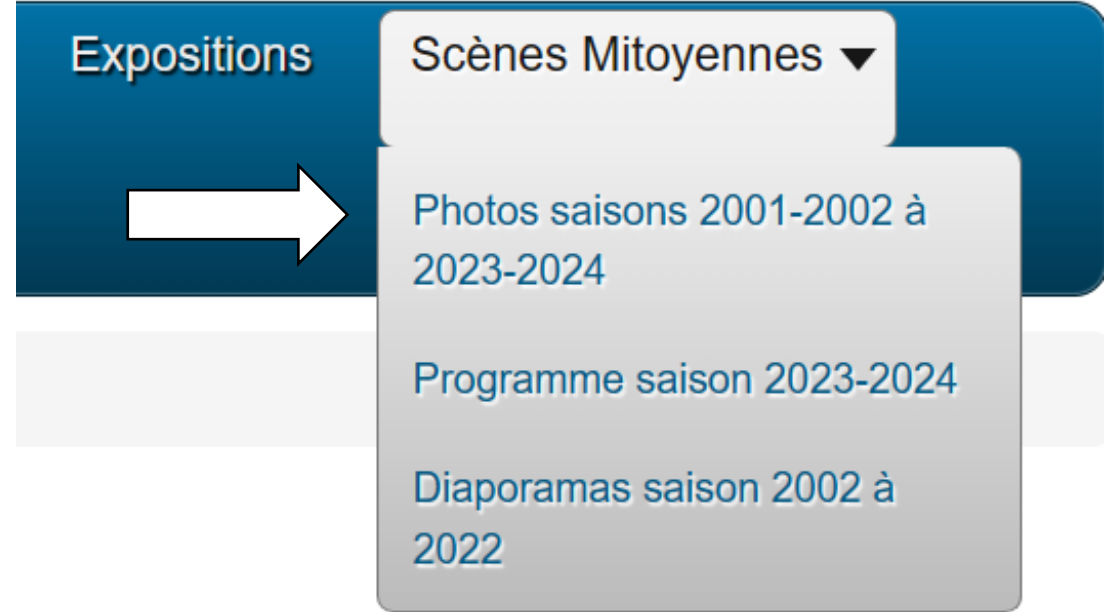 Expositions
Scènes Mitoyennes
Photos saisons 2001-2002 à
2023-2024
Programme saison 2023-2024
Diaporamas saison 2002 à
2022